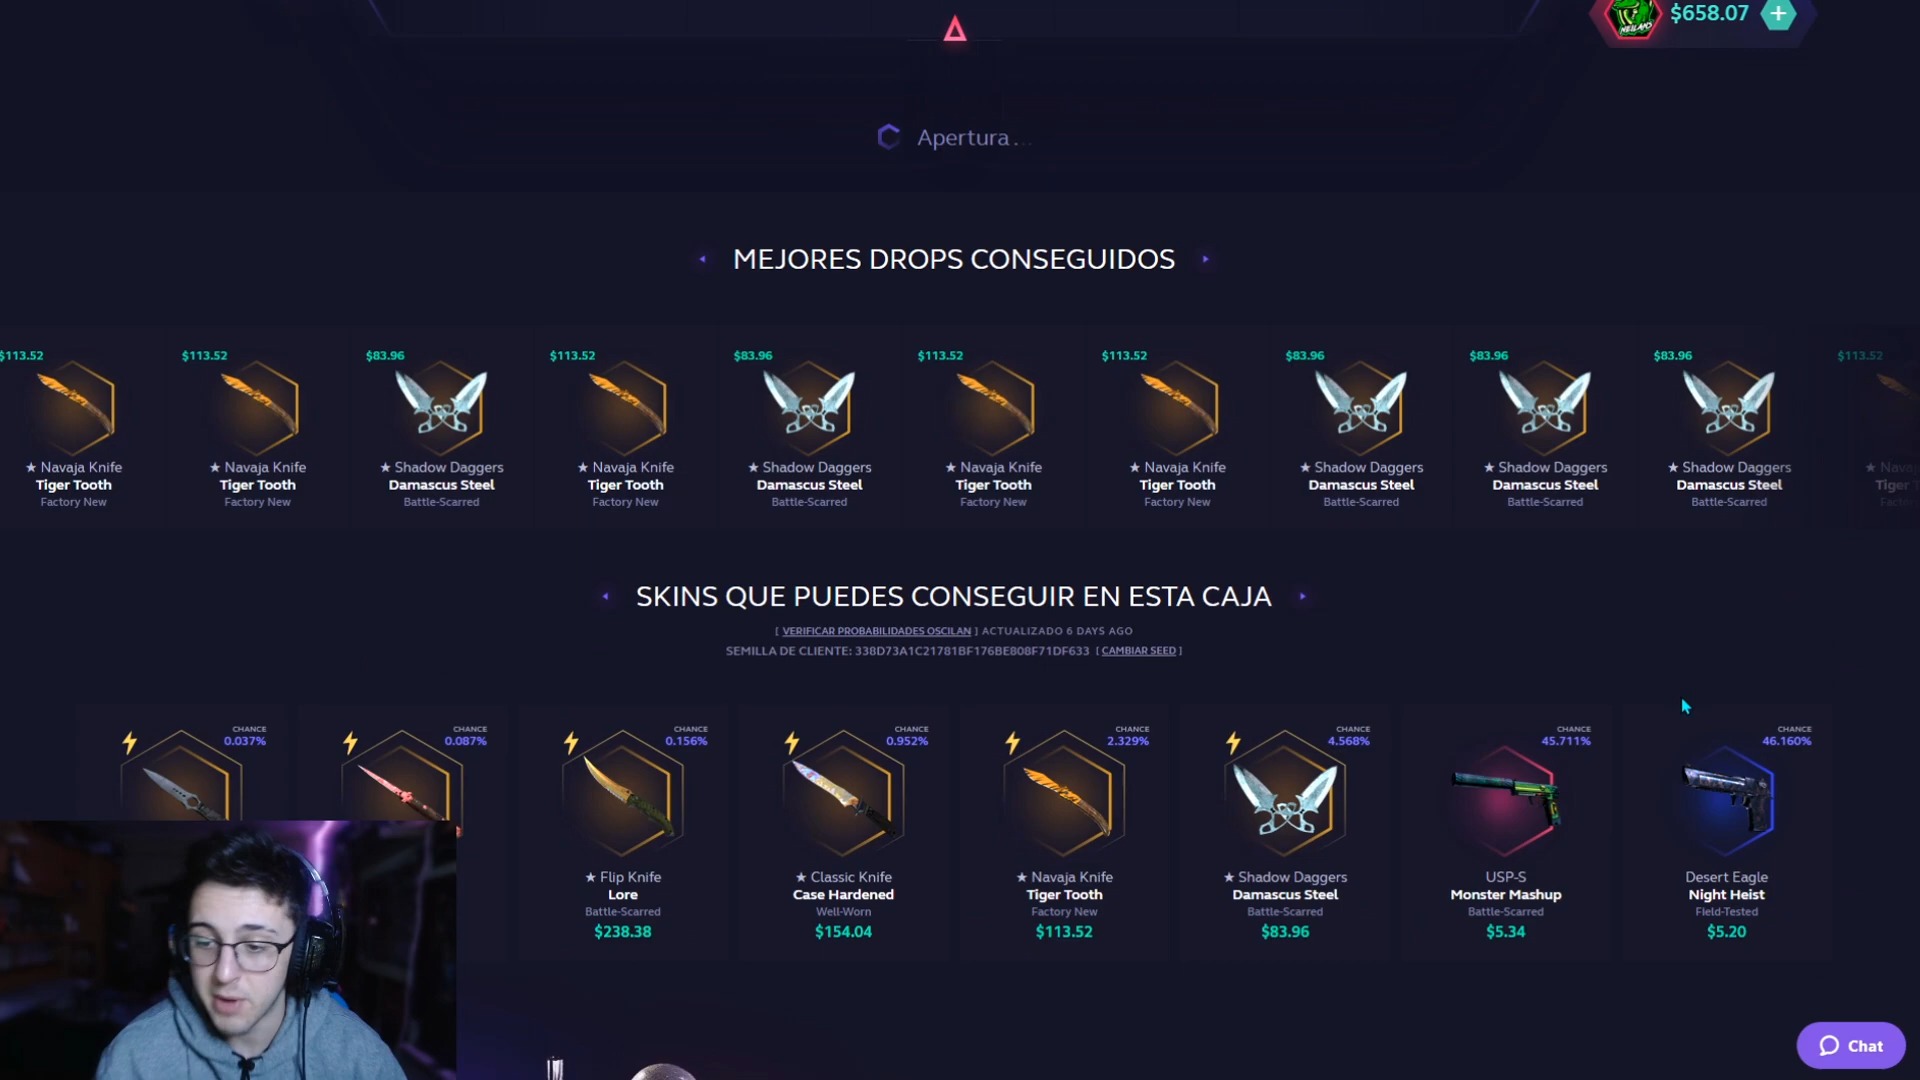 $658.07
Apertura...
MEJORES DROPS CONSEGUIDOS
$113.52
★ Navaja Knife
Tiger Tooth
Factory New
$113.52
★ Navaja Knife
Tiger Tooth
Factory New
$83.96
★ Shadow Daggers
Damascus Steel
Battle-Scarred
$113.52
★ Navaja Knife
Tiger Tooth
Factory New
$83.96
★ Shadow Daggers
Damascus Steel
Battle-Scarred
$113.52
★ Navaja Knife
Tiger Tooth
Factory New
$113.52
★ Navaja Knife
Tiger Tooth
Factory New
$83.96
★ Shadow Daggers
Damascus Steel
Battle-Scarred
$83.96
★ Shadow Daggers
Damascus Steel
Battle-Scarred
$83.96
★ Shadow Daggers
Damascus Steel
Battle-Scarred
$113.52
★ Nava
Tiger T
Facto
SKINS QUE PUEDES CONSEGUIR EN ESTA CAJA
[ VERIFICAR PROBABILIDADES OSCILAN ] ACTUALIZADO 6 DAYS AGO
SEMILLA DE CLIENTE: 338D73A1C21781BF176BE808F71DF633 [ CAMBIAR SEED ]
CHANCE
0.037%
CHANCE
0.087%
CHANCE
0.156%
★ Flip Knife
Lore
Battle-Scarred
$238.38
CHANCE
0.952%
★ Classic Knife
Case Hardened
Well-Worn
$154.04
CHANCE
2.329%
★ Navaja Knife
Tiger Tooth
Factory New
$113.52
CHANCE
4.568%
★ Shadow Daggers
Damascus Steel
Battle-Scarred
$83.96
CHANCE
45.711%
USP-S
Monster Mashup
Battle-Scarred
$5.34
CHANCE
46.160%
Desert Eagle
Night Heist
Field-Tested
$5.20
Chat